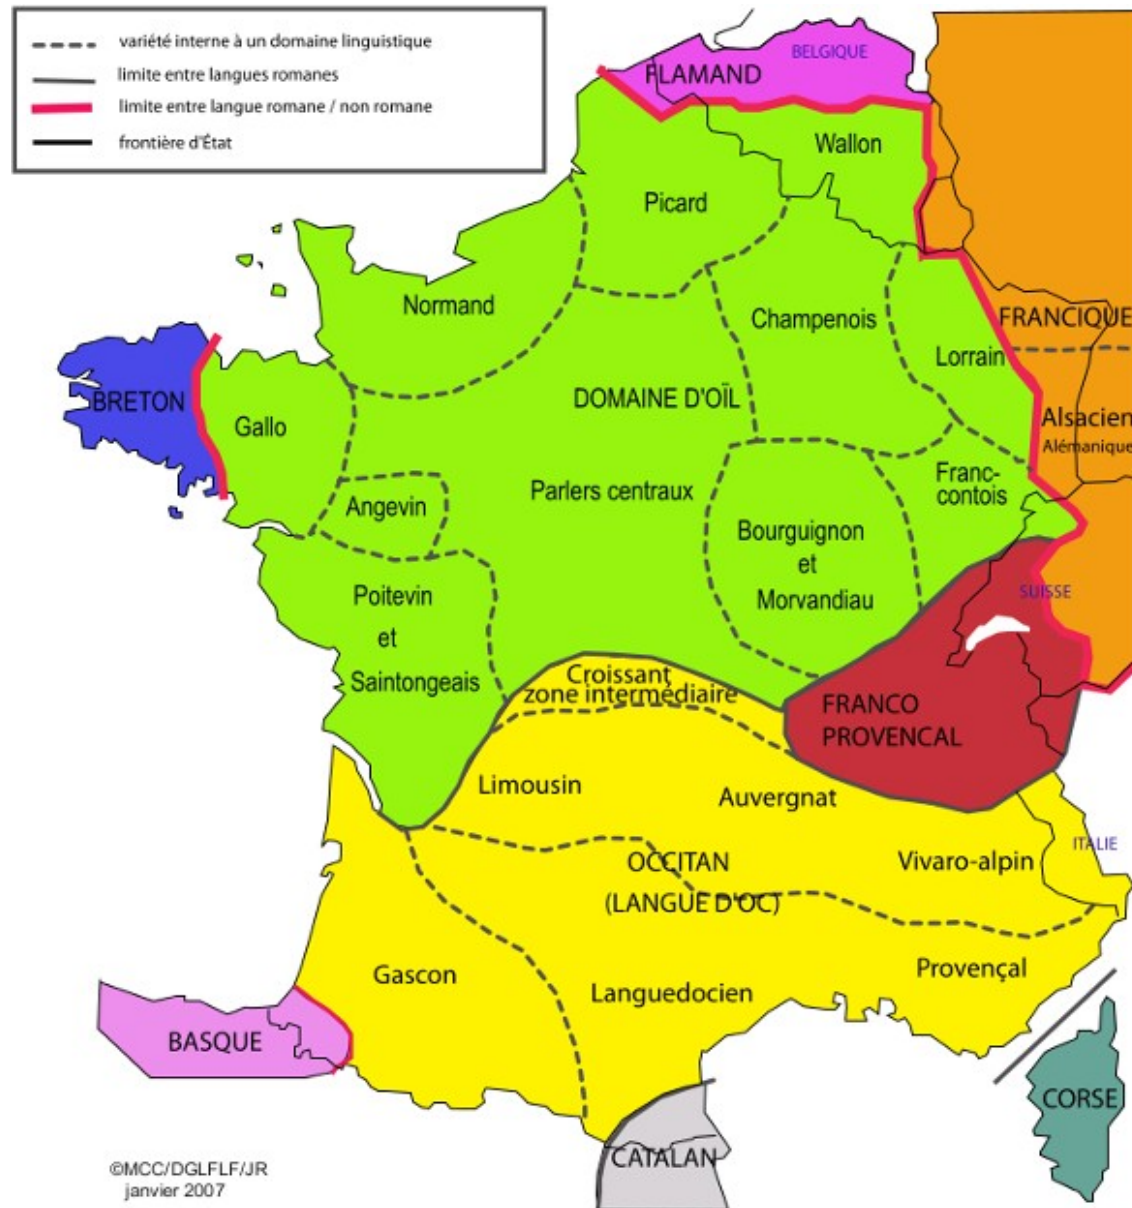 variété interne à un domaine linguistique
limite entre langues romanes
limite entre langue romane / non romane
frontière d'État
BELGIQUE
FLAMAND
Wallon
Picard
Normand
Champenois
FRANCIQUE
Lorrain
BRETON
DOMAINE D'OÏL
Gallo
Alsacien
Alémanique
Franc-
contois
Parlers centraux
Angevin
Bourguignon
et
Morvandiau
Poitevin
et
Saintongeais
SUISSE
Croissant
zone intermédiaire
FRANCO
PROVENCAL
Limousin
Auvergnat
ITALIE
OCCITAN
(LANGUE D'OC)
Vivaro-alpin
Gascon
Provençal
Languedocien
BASQUE
CORSE
CATALAN
©MCC/DGLFLF/JR
janvier 2007